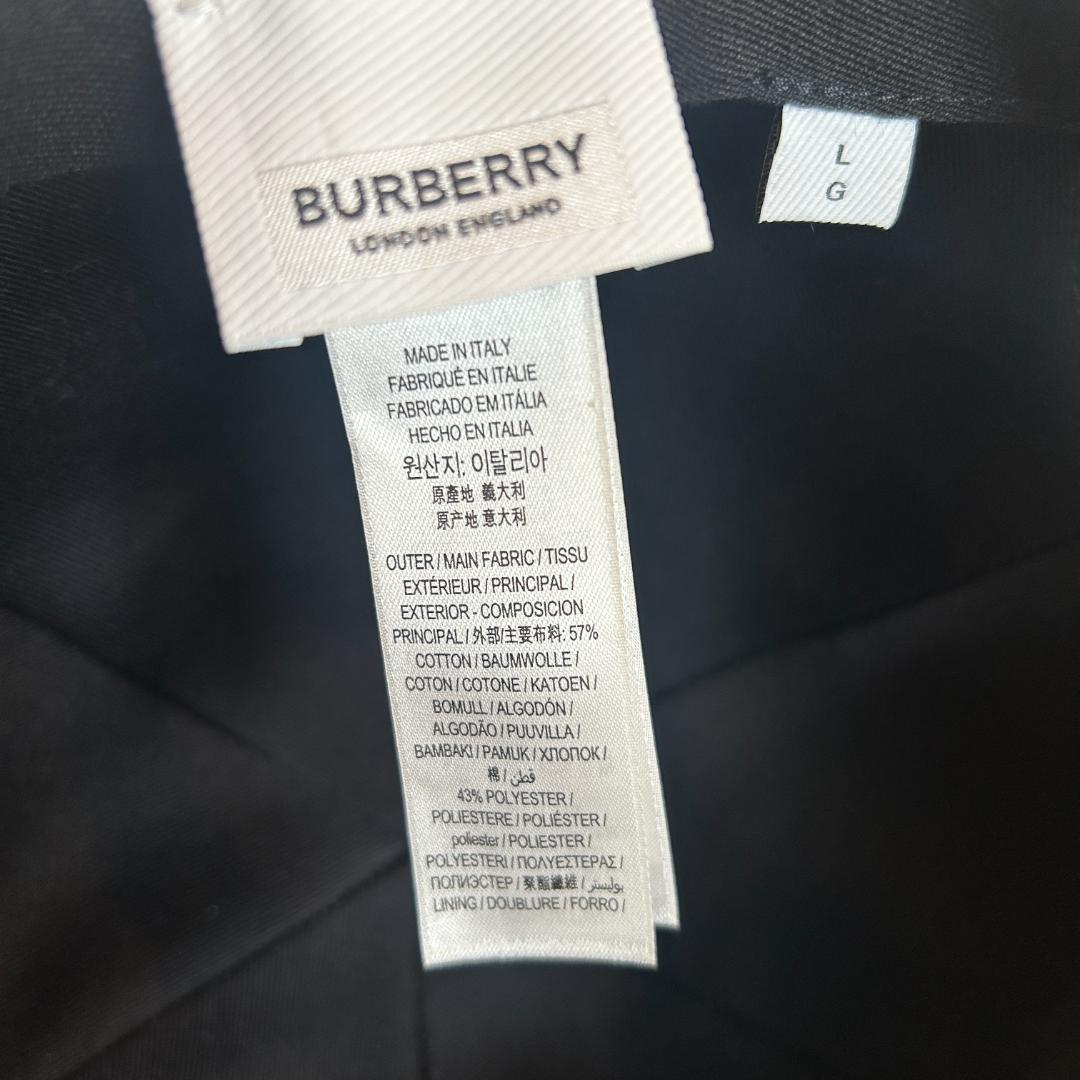 BURBERRY
LONDON ENGLAND
L
G
MADE IN ITALY
FABRIQUÉ EN ITALIE
FABRICADO EM ITÁLIA
HECHO EN ITALIA
원산지: 이탈리아
原產地 義大利
原产地 意大利
OUTER / MAIN FABRIC / TISSU
EXTÉRIEUR / PRINCIPAL /
EXTERIOR - COMPOSICION
PRINCIPAL / 外部/主要布料: 57%
COTTON / BAUMWOLLE /
COTON / COTONE / KATOEN /
BOMULL / ALGODÓN /
ALGODÃO / PUUVILLA /
BAMBAKI / PAMUK / ХЛОПОК /
棉 / قطن /
43% POLYESTER /
POLIESTERE / POLIÉSTER /
poliester / POLIESTER /
POLYESTERI / ΠΟΛΥΕΣΤΕΡΑΣ /
ПОЛИЭСТЕР / 聚酯纖維 / بوليستر /
LINING / DOUBLURE / FORRO /